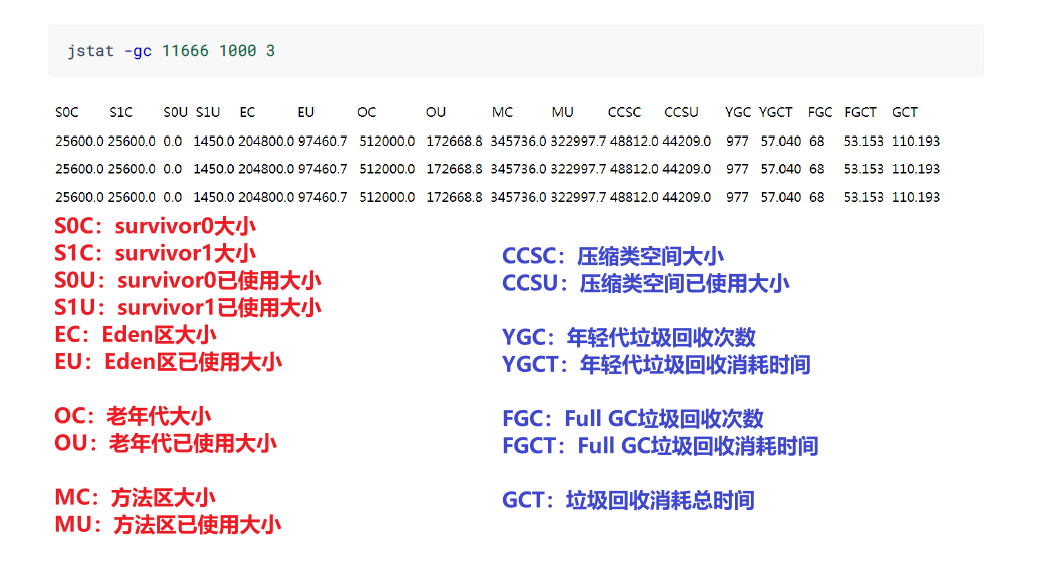 jstat -gc 11666 1000 3
S0C S1C S0U S1U EC EU OC OU MC MU CCSC CCSU YGC YGCT FGC FGCT GCT
25600.0 25600.0 0.0 1450.0 204800.0 97460.7 512000.0 172668.8 345736.0 322997.7 48812.0 44209.0 977 57.040 68 53.153 110.193
25600.0 25600.0 0.0 1450.0 204800.0 97460.7 512000.0 172668.8 345736.0 322997.7 48812.0 44209.0 977 57.040 68 53.153 110.193
25600.0 25600.0 0.0 1450.0 204800.0 97460.7 512000.0 172668.8 345736.0 322997.7 48812.0 44209.0 977 57.040 68 53.153 110.193
S0C：survivor0大小
S1C：survivor1大小
S0U：survivor0已使用大小
S1U：survivor1已使用大小
EC：Eden区大小
EU：Eden区已使用大小
OC：老年代大小
OU：老年代已使用大小
MC：方法区大小
MU：方法区已使用大小
CCSC：压缩类空间大小
CCSU：压缩类空间已使用大小
YGC：年轻代垃圾回收次数
YGCT：年轻代垃圾回收消耗时间
FGC：Full GC垃圾回收次数
FGCT：Full GC垃圾回收消耗时间
GCT：垃圾回收消耗总时间